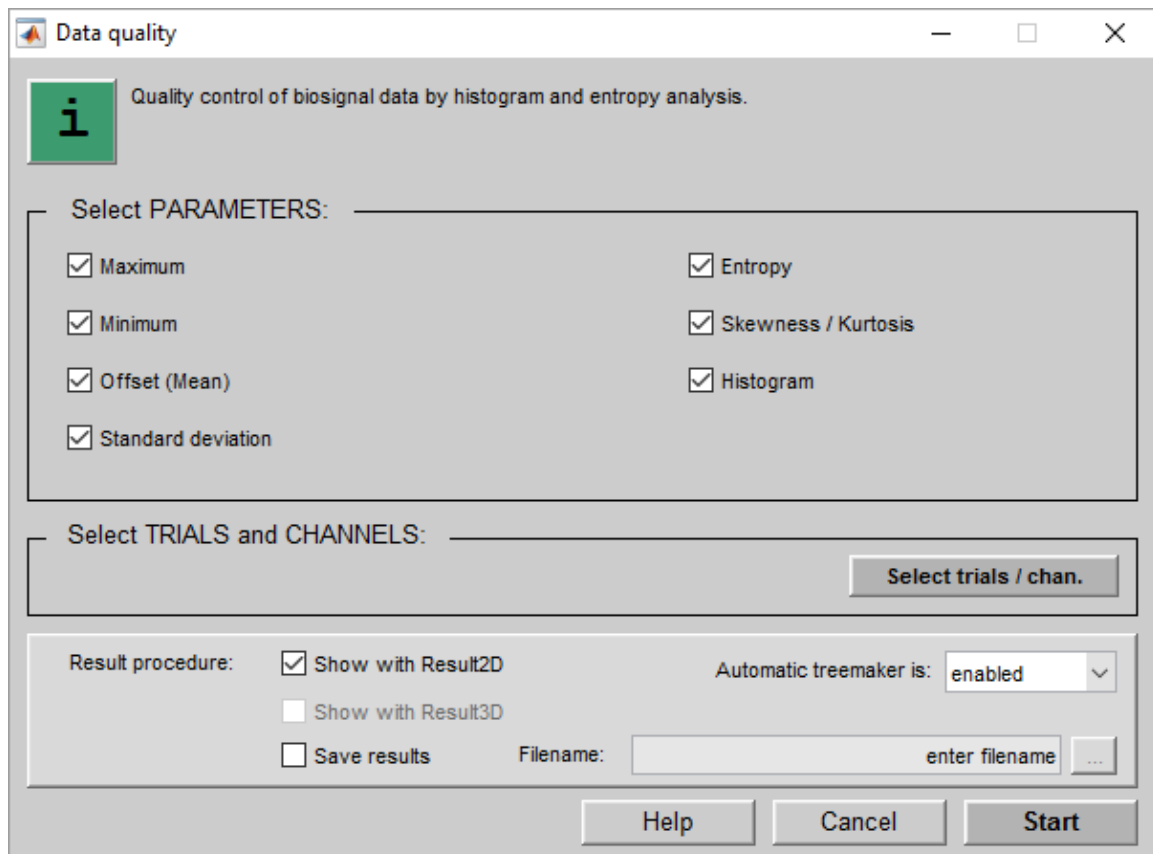 Data quality
i
Quality control of biosignal data by histogram and entropy analysis.
Select PARAMETERS:
Maximum
Entropy
Minimum
Skewness / Kurtosis
Offset (Mean)
Histogram
Standard deviation
Select TRIALS and CHANNELS:
Select trials / chan.
Result procedure:
Show with Result2D
Automatic treemaker is:
enabled
Show with Result3D
Save results
Filename:
enter filename
...
Help
Cancel
Start